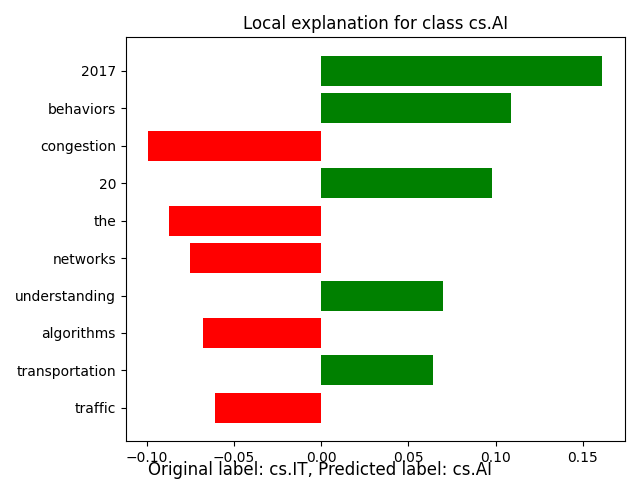 Local explanation for class cs.AI
2017
behaviors
congestion
20
the
networks
understanding
algorithms
transportation
traffic
−0.10 −0.05 0.00 0.05 0.10 0.15
Original label: cs.IT, Predicted label: cs.AI